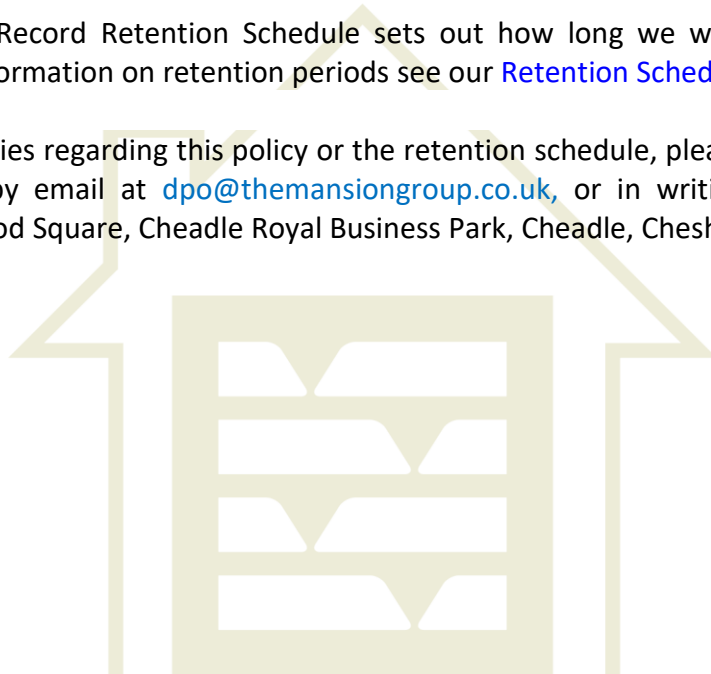 Record Retention Schedule sets out how long we w
ormation on retention periods see our Retention Sched
ies regarding this policy or the retention schedule, plea
by email at dpo@themansiongroup.co.uk, or in writi
od Square, Cheadle Royal Business Park, Cheadle, Chesh